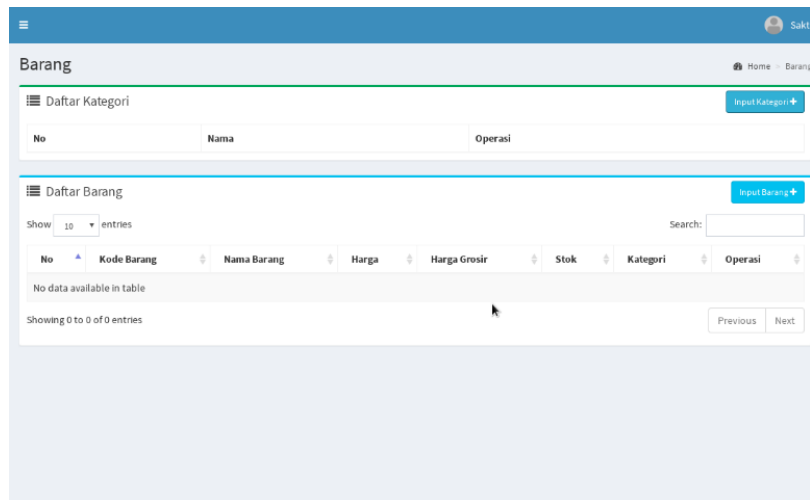 Sakt
Barang
Home > Barang
Daftar Kategori
Input Kategori
No Nama Operasi
Daftar Barang
Input Barang
Show 10 entries
Search:
No Kode Barang Nama Barang Harga Harga Grosir Stok Kategori Operasi
No data available in table
Showing 0 to 0 of 0 entries
Previous Next